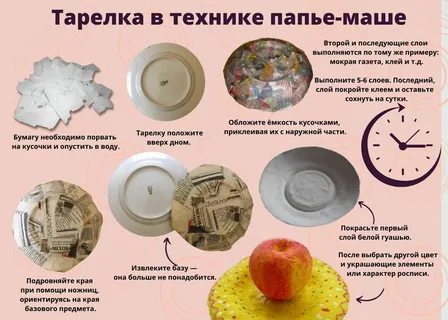 Тарелка в технике папье-маше
Второй и последующие слои
выполняются по тому же примеру:
мокрая газета, клей и т.д.
Выполните 5-6 слоев. Последний,
слой покройте клеем и оставьте
сохнуть на сутки.
Бумагу необходимо порвать
на кусочки и опустить в воду.
Тарелку положите
вверх дном.
Обложите ёмкость кусочками,
приклеивая их с наружной части.
Подровняйте края
при помощи ножниц,
ориентируясь на края
базового предмета.
Извлеките базу —
она больше не понадобится.
Покрасьте первый
слой белой гуашью.
После выбрать другой цвет
и украшающие элементы
или характер росписи.